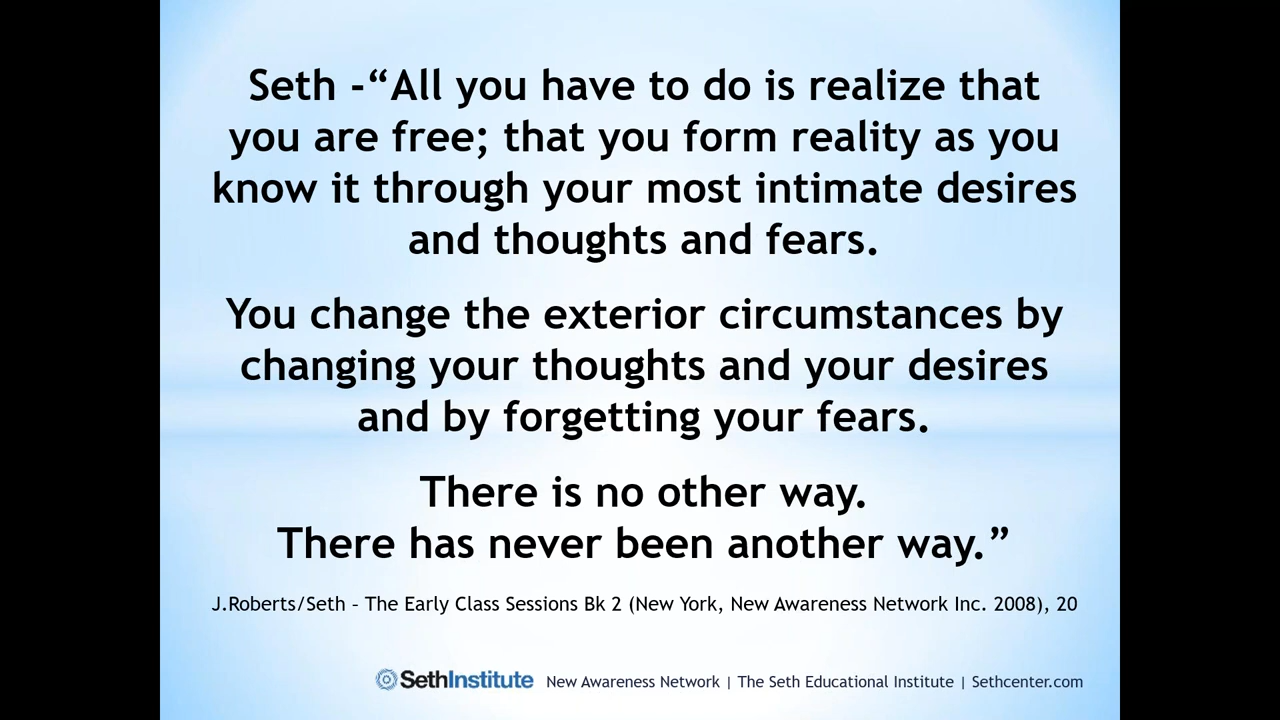 Seth -“All you have to do is realize that
you are free; that you form reality as you
know it through your most intimate desires
and thoughts and fears.
You change the exterior circumstances by
changing your thoughts and your desires
and by forgetting your fears.
There is no other way.
There has never been another way.”
J.Roberts/Seth – The Early Class Sessions Bk 2 (New York, New Awareness Network Inc. 2008), 20
SethInstitute New Awareness Network | The Seth Educational Institute | Sethcenter.com